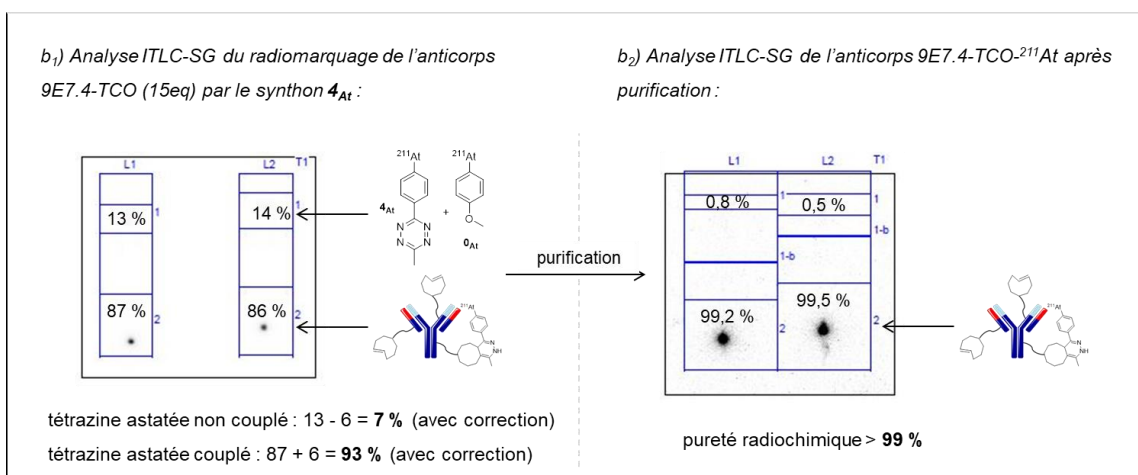 b1) Analyse ITLC-SG du radiomarquage de l'anticorps
9E7.4-TCO (15eq) par le synthon 4At :
b2) Analyse ITLC-SG de l'anticorps 9E7.4-TCO-211At après
purification :
L1
L2
T1
13 %
1
14 %
1
87 %
2
86 %
2
211At
211At
4At
+
O
0At
N
N
N
N
211At
N
NH
purification
L1
L2
T1
0,8 %
1
0,5 %
1
1-b
1-b
99,2 %
2
99,5 %
2
211At
N
NH
tétrazine astatée non couplé : 13 - 6 = 7 % (avec correction)
tétrazine astatée couplé : 87 + 6 = 93 % (avec correction)
pureté radiochimique > 99 %